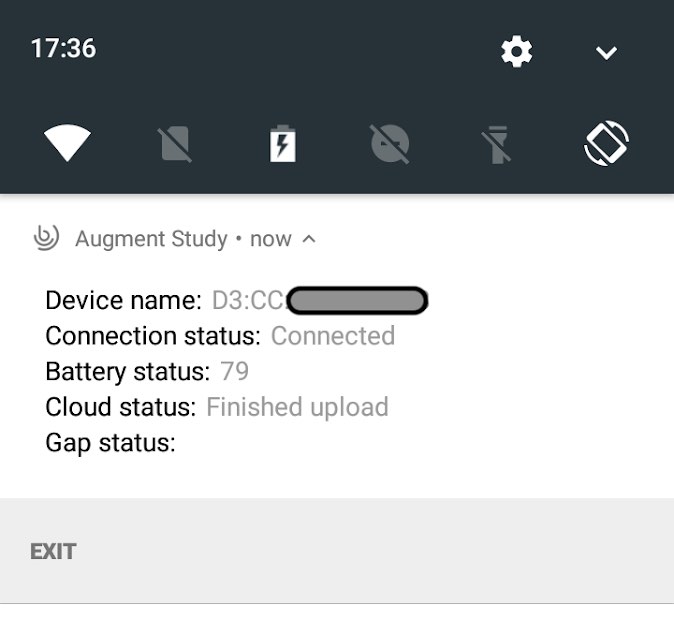 17:36
Augment Study • now
Device name: D3:CC
Connection status: Connected
Battery status: 79
Cloud status: Finished upload
Gap status:
EXIT